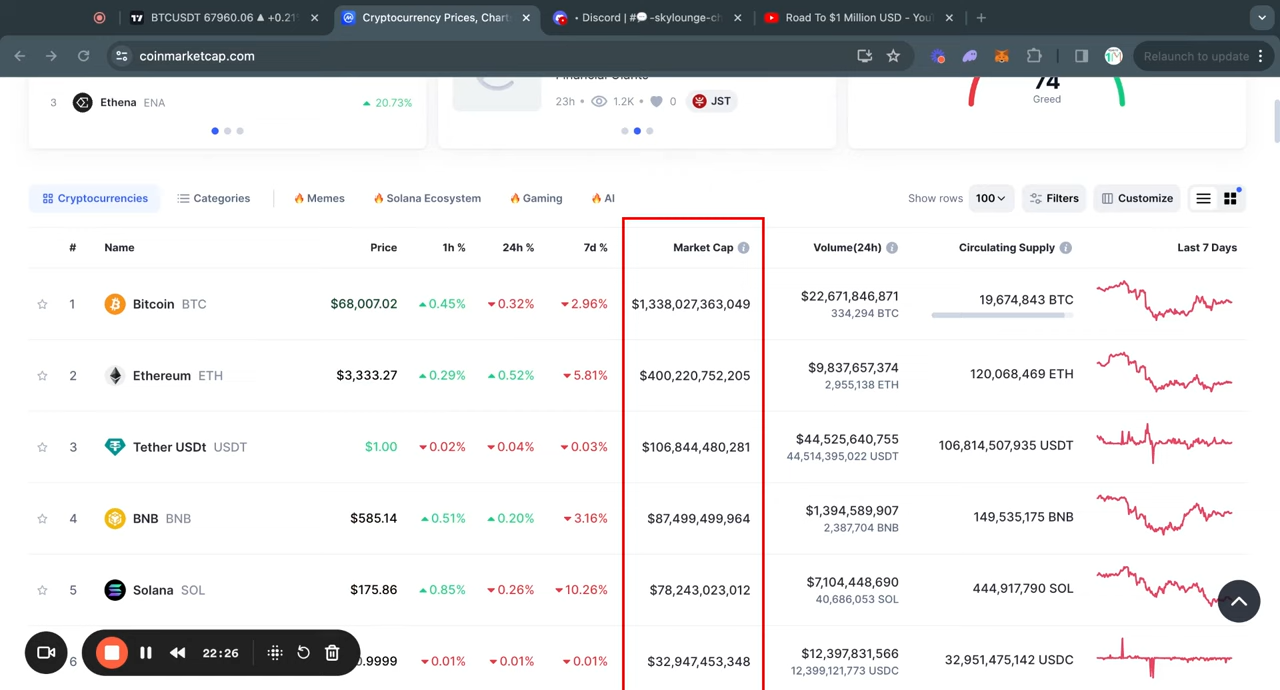 BTCUSDT 67960.06 ▲ +0.21
Cryptocurrency Prices, Chart
• Discord | #💬-skylounge-ch
Road To $1 Million USD - You
coinmarketcap.com
Relaunch to update
3 Ethena ENA 20.73%
23h • 1.2K • 0 JST
74
Greed
Cryptocurrencies Categories 🔥 Memes 🔥 Solana Ecosystem 🔥 Gaming 🔥 AI Show rows 100 Filters Customize
# Name Price 1h % 24h % 7d % Market Cap Volume(24h) Circulating Supply Last 7 Days
1 Bitcoin BTC $68,007.02 0.45% 0.32% 2.96% $1,338,027,363,049 $22,671,846,871 19,674,843 BTC
334,294 BTC
2 Ethereum ETH $3,333.27 0.29% 0.52% 5.81% $400,220,752,205 $9,837,657,374 120,068,469 ETH
2,955,138 ETH
3 Tether USDt USDT $1.00 0.02% 0.04% 0.03% $106,844,480,281 $44,525,640,755 106,814,507,935 USDT
44,514,395,022 USDT
4 BNB BNB $585.14 0.51% 0.20% 3.16% $87,499,499,964 $1,394,589,907 149,535,175 BNB
2,387,704 BNB
5 Solana SOL $175.86 0.85% 0.26% 10.26% $78,243,023,012 $7,104,448,690 444,917,790 SOL
40,686,053 SOL
6 .9999 0.01% 0.01% 0.01% $32,947,453,348 $12,397,831,566 32,951,475,142 USDC
12,399,121,773 USDC
22:26